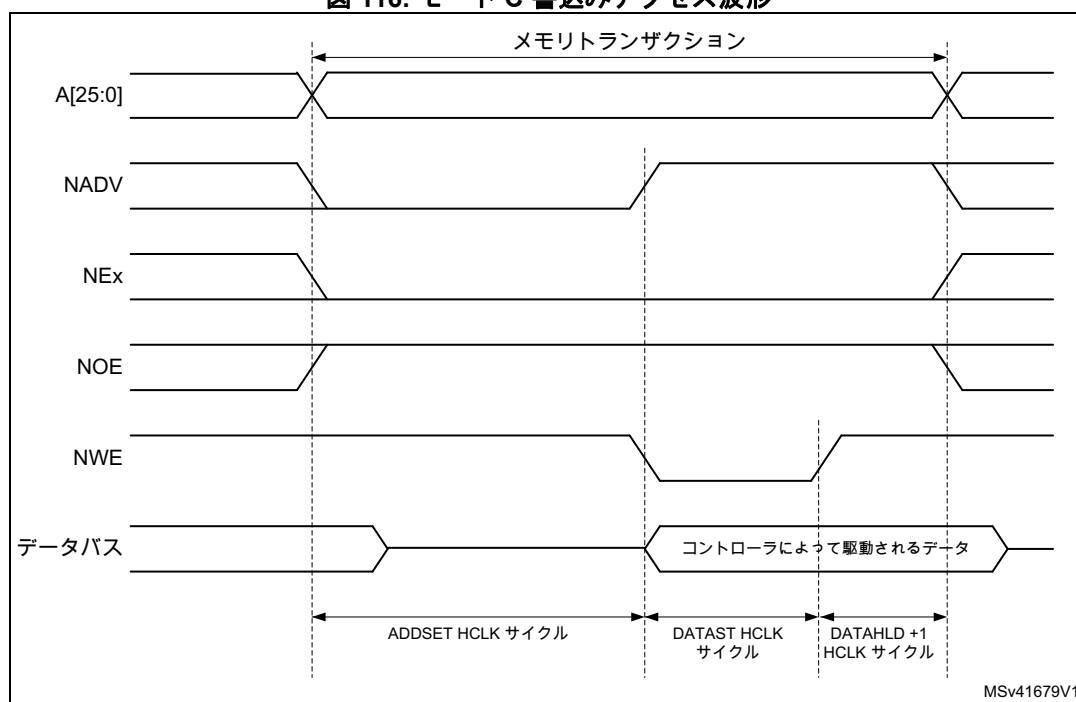 メモリトランザクション
A[25:0]
NADV
NEx
NOE
NWE
データバス
コントローラによって駆動されるデータ
ADDSET HCLK サイクル
DATAST HCLK
サイクル
DATAHLD +1
HCLK サイクル
MSv41679V1